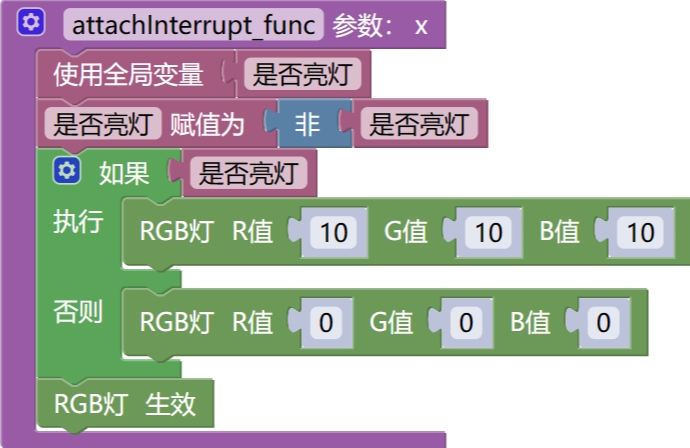 attachInterrupt_func 参数： x
使用全局变量 是否亮灯
是否亮灯 赋值为 非 是否亮灯
如果 是否亮灯
执行 RGB灯 R值 10 G值 10 B值 10
否则 RGB灯 R值 0 G值 0 B值 0
RGB灯 生效